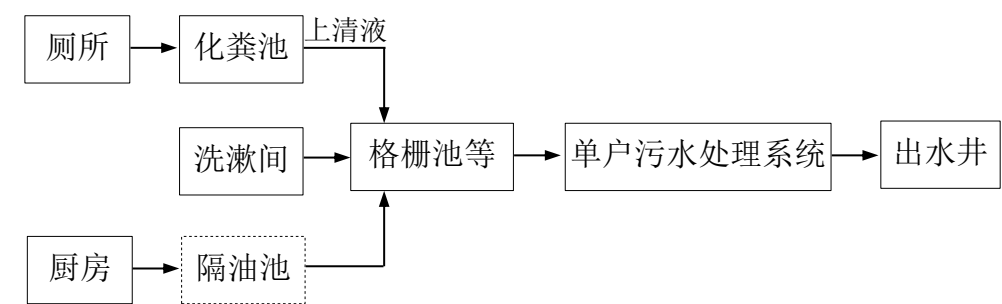 厕所
化粪池
上清液
洗漱间
格栅池等
单户污水处理系统
出水井
厨房
隔油池